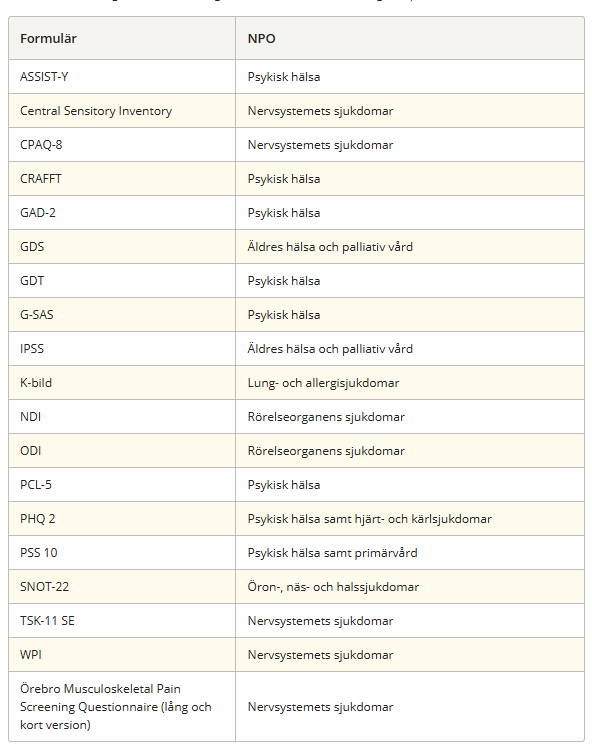 Formulär NPO
ASSIST-Y Psykisk hälsa
Central Sensitory Inventory Nervsystemets sjukdomar
CPAQ-8 Nervsystemets sjukdomar
CRAFFT Psykisk hälsa
GAD-2 Psykisk hälsa
GDS Äldres hälsa och palliativ vård
GDT Psykisk hälsa
G-SAS Psykisk hälsa
IPSS Äldres hälsa och palliativ vård
K-bild Lung- och allergisjukdomar
NDI Rörelseorganens sjukdomar
ODI Rörelseorganens sjukdomar
PCL-5 Psykisk hälsa
PHQ 2 Psykisk hälsa samt hjärt- och kärlsjukdomar
PSS 10 Psykisk hälsa samt primärvård
SNOT-22 Öron-, näs- och halssjukdomar
TSK-11 SE Nervsystemets sjukdomar
WPI Nervsystemets sjukdomar
Örebro Musculoskeletal Pain
Screening Questionnaire (lång och Nervsystemets sjukdomar
kort version)